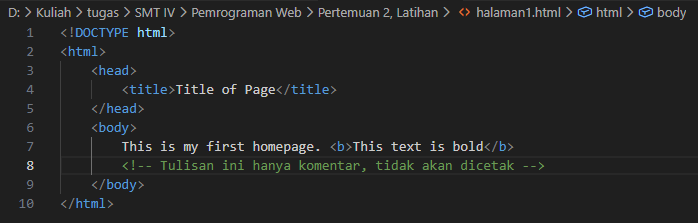 D: > Kuliah > tugas > SMT IV > Pemrograman Web > Pertemuan 2, Latihan > <> halaman1.html > html > body
1 <!DOCTYPE html>
2 <html>
3 <head>
4 <title>Title of Page</title>
5 </head>
6 <body>
7 This is my first homepage. <b>This text is bold</b>
8 <!-- Tulisan ini hanya komentar, tidak akan dicetak -->
9 </body>
10 </html>